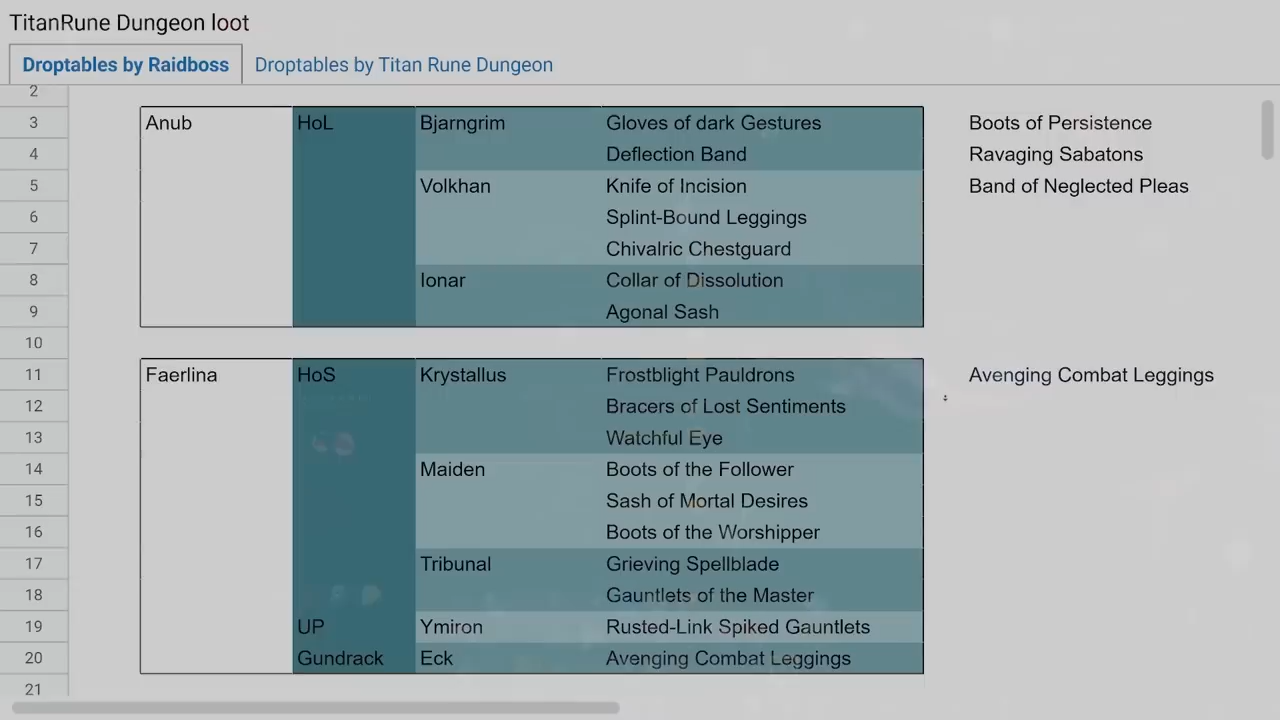 TitanRune Dungeon loot
Droptables by Raidboss Droptables by Titan Rune Dungeon
2
3 Anub HoL Bjarngrim Gloves of dark Gestures Boots of Persistence
4 Deflection Band Ravaging Sabatons
5 Volkhan Knife of Incision Band of Neglected Pleas
6 Splint-Bound Leggings
7 Chivalric Chestguard
8 Ionar Collar of Dissolution
9 Agonal Sash
10
11 Faerlina HoS Krystallus Frostblight Pauldrons Avenging Combat Leggings
12 Bracers of Lost Sentiments
13 Watchful Eye
14 Maiden Boots of the Follower
15 Sash of Mortal Desires
16 Boots of the Worshipper
17 Tribunal Grieving Spellblade
18 Gauntlets of the Master
19 UP Ymiron Rusted-Link Spiked Gauntlets
20 Gundrack Eck Avenging Combat Leggings
21